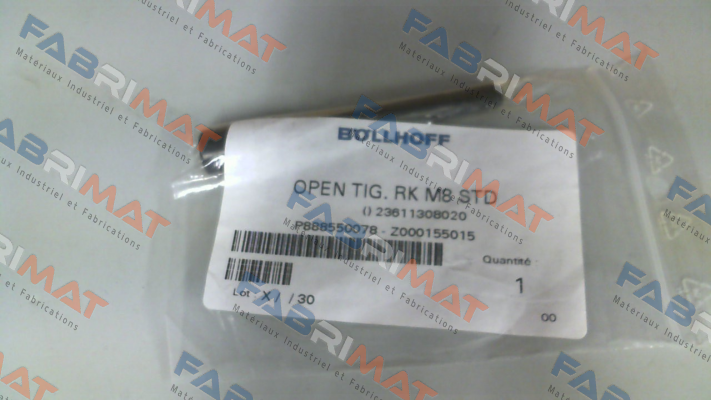 BÖLLHOFF
OPEN TIG. RK M8 STD
() 23611308020
P888550078 - Z000155015
Quantité
1
Lot X / / 30
00
FABRIMAT
Materiaux Industriel et Fabrications